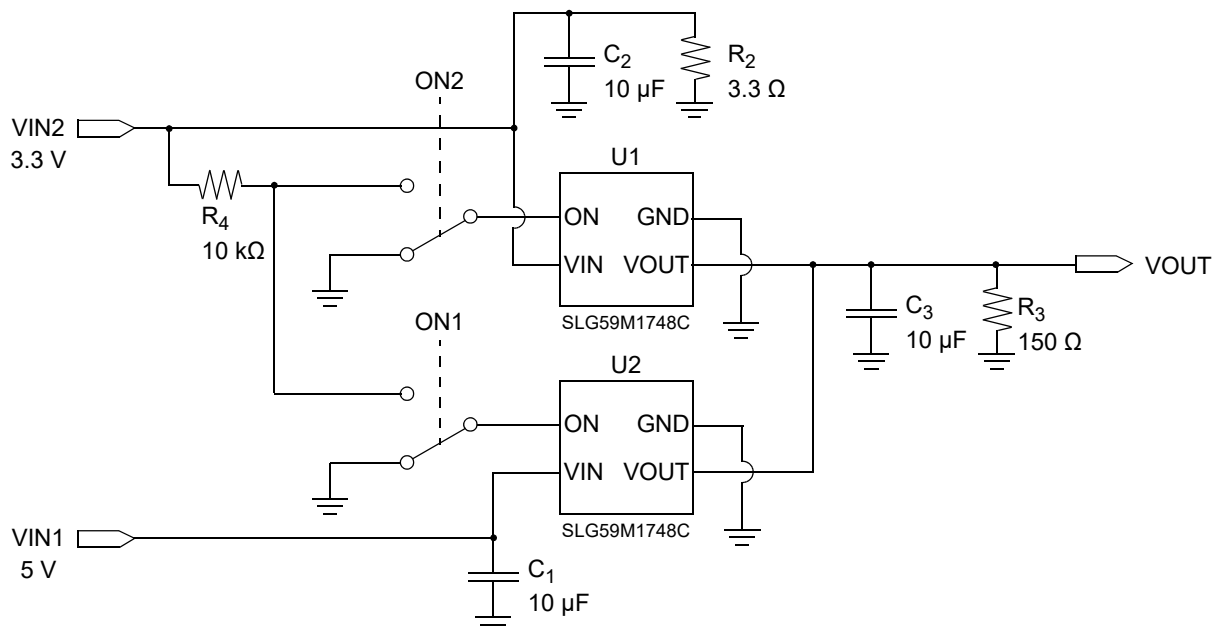 C2
10 µF
R2
3.3 Ω
ON2
VIN2
3.3 V
R4
10 kΩ
U1
ON
GND
VIN
VOUT
SLG59M1748C
VOUT
C3
10 µF
R3
150 Ω
ON1
U2
ON
GND
VIN
VOUT
SLG59M1748C
VIN1
5 V
C1
10 µF